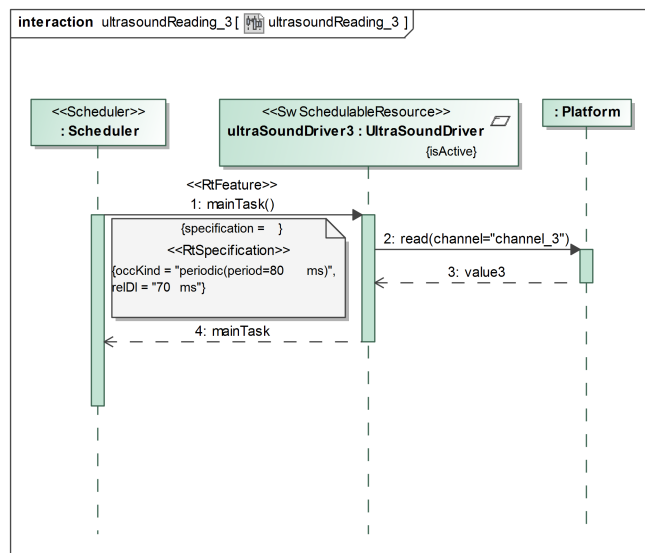 interaction ultrasoundReading_3 [ ultrasoundReading_3 ]
<<Scheduler>>
: Scheduler
<<Sw SchedulableResource>>
ultraSoundDriver3 : UltraSoundDriver
{isActive}
: Platform
<<RtFeature>>
1: mainTask()
{specification = }
<<RtSpecification>>
{occKind = "periodic(period=80 ms)",
relDl = "70 ms"}
2: read(channel="channel_3")
3: value3
4: mainTask